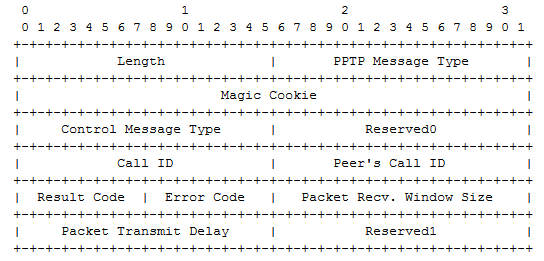 0                   1                   2                   3
 0 1 2 3 4 5 6 7 8 9 0 1 2 3 4 5 6 7 8 9 0 1 2 3 4 5 6 7 8 9 0 1
+-+-+-+-+-+-+-+-+-+-+-+-+-+-+-+-+-+-+-+-+-+-+-+-+-+-+-+-+-+-+-+-+
|            Length             |       PPTP Message Type       |
+-+-+-+-+-+-+-+-+-+-+-+-+-+-+-+-+-+-+-+-+-+-+-+-+-+-+-+-+-+-+-+-+
|                         Magic Cookie                          |
+-+-+-+-+-+-+-+-+-+-+-+-+-+-+-+-+-+-+-+-+-+-+-+-+-+-+-+-+-+-+-+-+
|     Control Message Type      |           Reserved0           |
+-+-+-+-+-+-+-+-+-+-+-+-+-+-+-+-+-+-+-+-+-+-+-+-+-+-+-+-+-+-+-+-+
|            Call ID            |       Peer's Call ID          |
+-+-+-+-+-+-+-+-+-+-+-+-+-+-+-+-+-+-+-+-+-+-+-+-+-+-+-+-+-+-+-+-+
|  Result Code  |  Error Code   |   Packet Recv. Window Size    |
+-+-+-+-+-+-+-+-+-+-+-+-+-+-+-+-+-+-+-+-+-+-+-+-+-+-+-+-+-+-+-+-+
|     Packet Transmit Delay     |           Reserved1           |
+-+-+-+-+-+-+-+-+-+-+-+-+-+-+-+-+-+-+-+-+-+-+-+-+-+-+-+-+-+-+-+-+